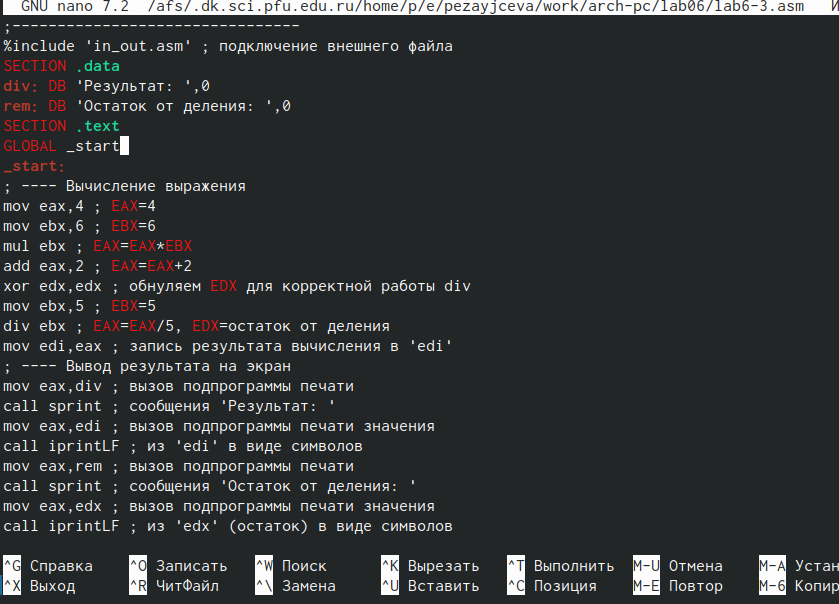 GNU nano 7.2 /afs/.dk.sci.pfu.edu.ru/home/p/e/pezayjceva/work/arch-pc/lab06/lab6-3.asm И
;--------------------------------
%include 'in_out.asm' ; подключение внешнего файла
SECTION .data
div: DB 'Результат: ',0
rem: DB 'Остаток от деления: ',0
SECTION .text
GLOBAL _start
_start:
; ---- Вычисление выражения
mov eax,4 ; EAX=4
mov ebx,6 ; EBX=6
mul ebx ; EAX=EAX*EBX
add eax,2 ; EAX=EAX+2
xor edx,edx ; обнуляем EDX для корректной работы div
mov ebx,5 ; EBX=5
div ebx ; EAX=EAX/5, EDX=остаток от деления
mov edi,eax ; запись результата вычисления в 'edi'
; ---- Вывод результата на экран
mov eax,div ; вызов подпрограммы печати
call sprint ; сообщения 'Результат: '
mov eax,edi ; вызов подпрограммы печати значения
call iprintLF ; из 'edi' в виде символов
mov eax,rem ; вызов подпрограммы печати
call sprint ; сообщения 'Остаток от деления: '
mov eax,edx ; вызов подпрограммы печати значения
call iprintLF ; из 'edx' (остаток) в виде символов
^G Справка ^O Записать ^W Поиск ^K Вырезать ^T Выполнить M-U Отмена M-A Устан
^X Выход ^R ЧитФайл ^\ Замена ^U Вставить ^C Позиция M-E Повтор M-6 Копир